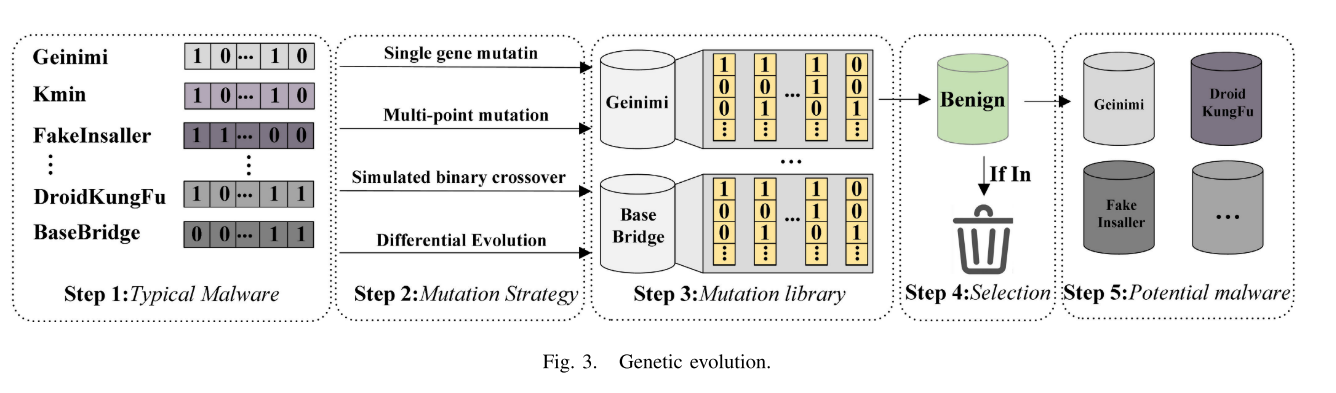 Geinimi 1 0 ... 1 0
Kmin 1 0 ... 1 0
FakeInsaller 1 1 ... 0 0
⋮ ⋮
DroidKungFu 1 0 ... 1 1
BaseBridge 0 0 ... 1 1
Step 1:Typical Malware
Single gene mutatin
Multi-point mutation
Simulated binary crossover
Differential Evolution
Step 2:Mutation Strategy
Geinimi
1 1 1 0
0 0 ... 1 0
0 1 0 1
⋮ ⋮ ⋮ ⋮
...
Base
Bridge
1 1 1 0
0 0 ... 1 0
0 1 0 1
⋮ ⋮ ⋮ ⋮
Step 3:Mutation library
Benign
If In
Step 4:Selection
Geinimi
Droid
KungFu
Fake
Insaller
...
Step 5:Potential malware
Fig. 3. Genetic evolution.